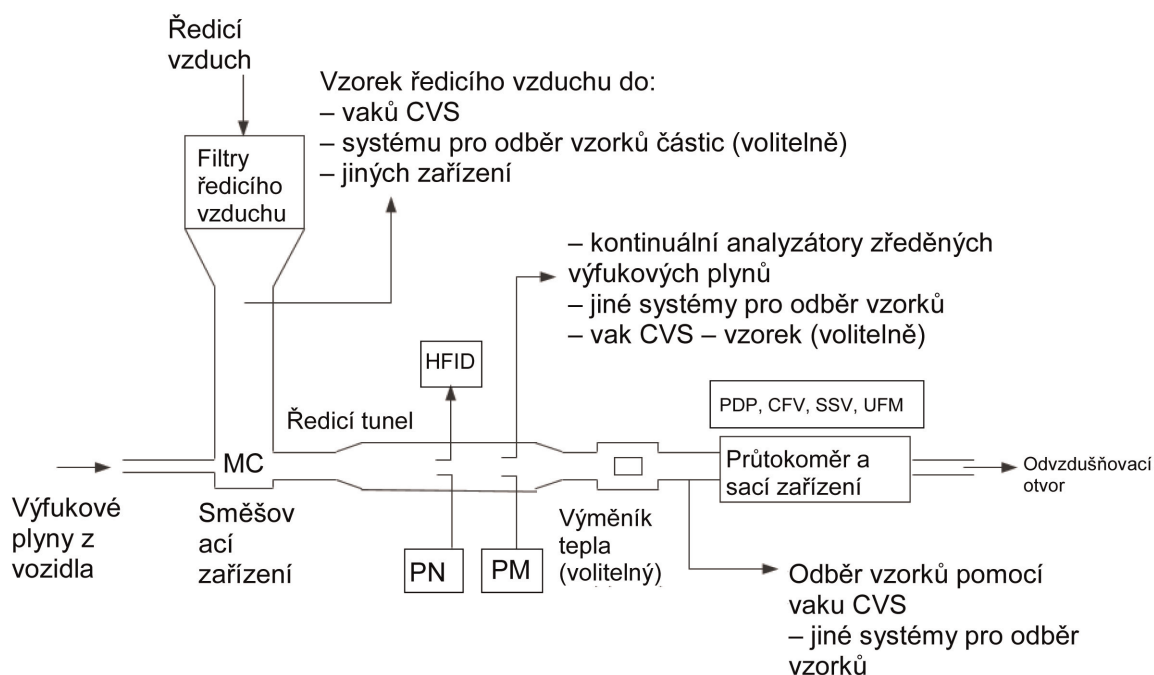 Ředicí
vzduch
Vzorek ředicího vzduchu do:
– vaků CVS
– systému pro odběr vzorků částic (volitelně)
– jiných zařízení
Filtry
ředicího
vzduchu
– kontinuální analyzátory zředěných
výfukových plynů
– jiné systémy pro odběr vzorků
– vak CVS – vzorek (volitelně)
HFID
PDP, CFV, SSV, UFM
Ředicí tunel
MC
Průtokoměr a
sací zařízení
Odvzdušňovací
otvor
Výfukové
plyny z
vozidla
Směšov
ací
zařízení
PN
PM
Výměník
tepla
(volitelný)
Odběr vzorků pomocí
vaku CVS
– jiné systémy pro odběr
vzorků